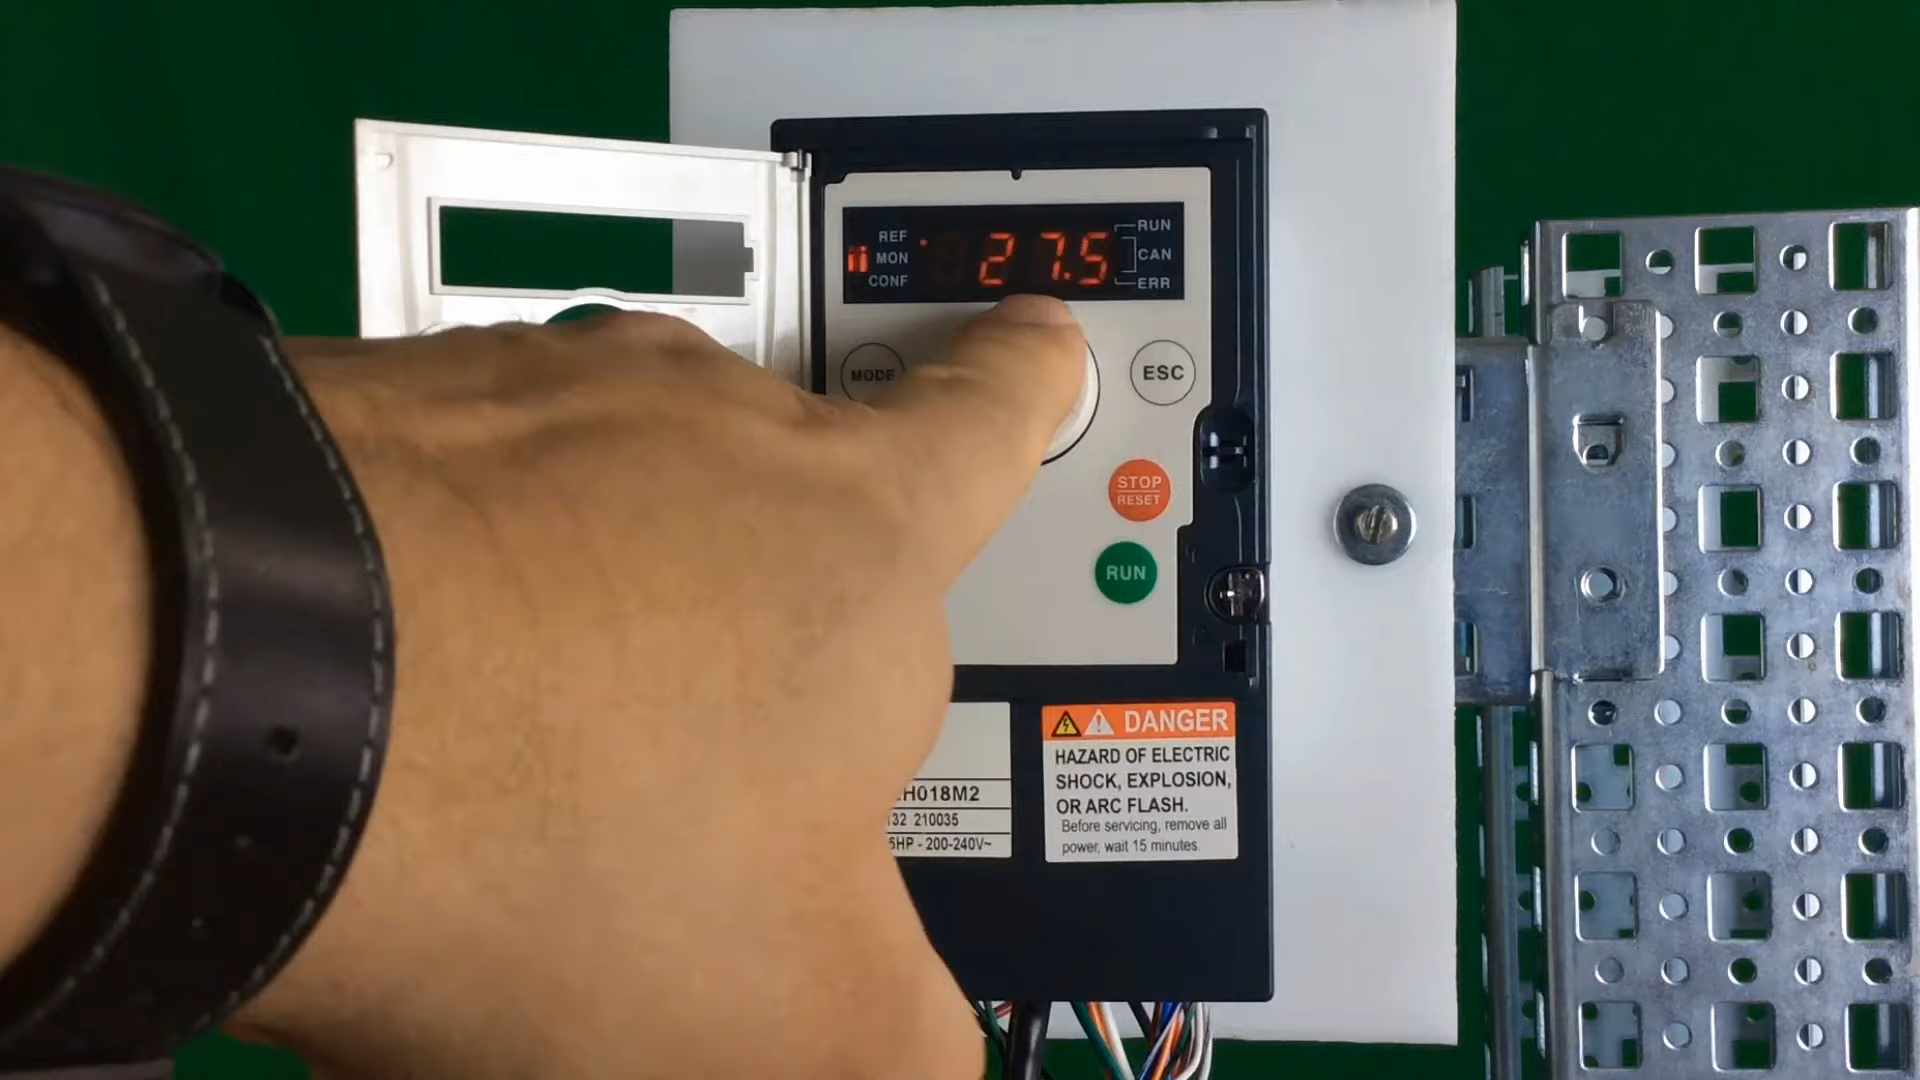 REF
MON
CONF
27.5
RUN
CAN
ERR
MODE
ESC
STOP
RESET
RUN
H018M2
132 210035
5HP - 200-240V~
DANGER
HAZARD OF ELECTRIC
SHOCK, EXPLOSION,
OR ARC FLASH.
Before servicing, remove all
power, wait 15 minutes.